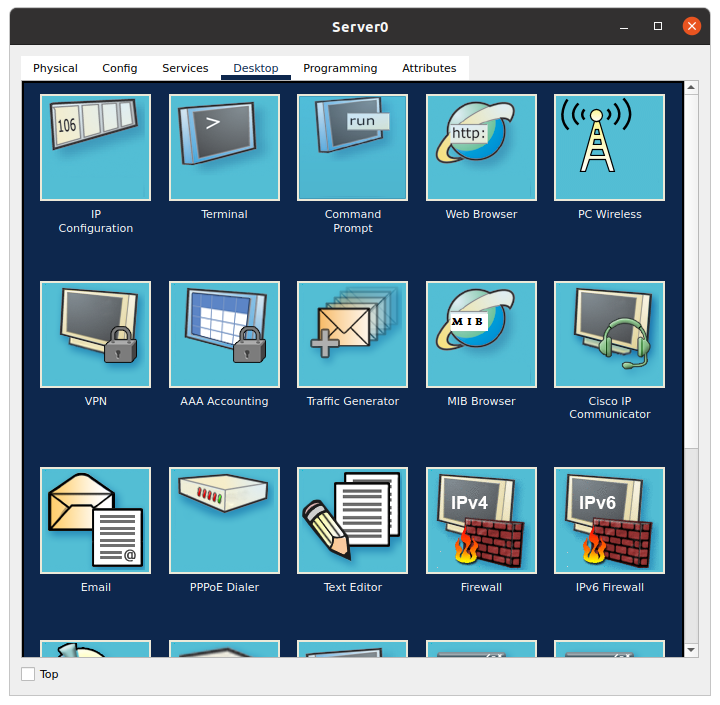 Server0
Physical Config Services Desktop Programming Attributes
106
>
run
http:
IP
Configuration
Terminal
Command
Prompt
Web Browser
PC Wireless
MIB
VPN
AAA Accounting
Traffic Generator
MIB Browser
Cisco IP
Communicator
@
IPv4
IPv6
Email
PPPoE Dialer
Text Editor
Firewall
IPv6 Firewall
Top